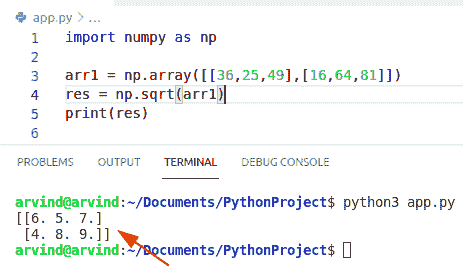 app.py > ...
1 import numpy as np
2
3 arr1 = np.array([[36,25,49],[16,64,81]])
4 res = np.sqrt(arr1)
5 print(res)
6
PROBLEMS OUTPUT TERMINAL DEBUG CONSOLE
arvind@arvind:~/Documents/PythonProject$ python3 app.py
[[6. 5. 7.]
 [4. 8. 9.]]
arvind@arvind:~/Documents/PythonProject$